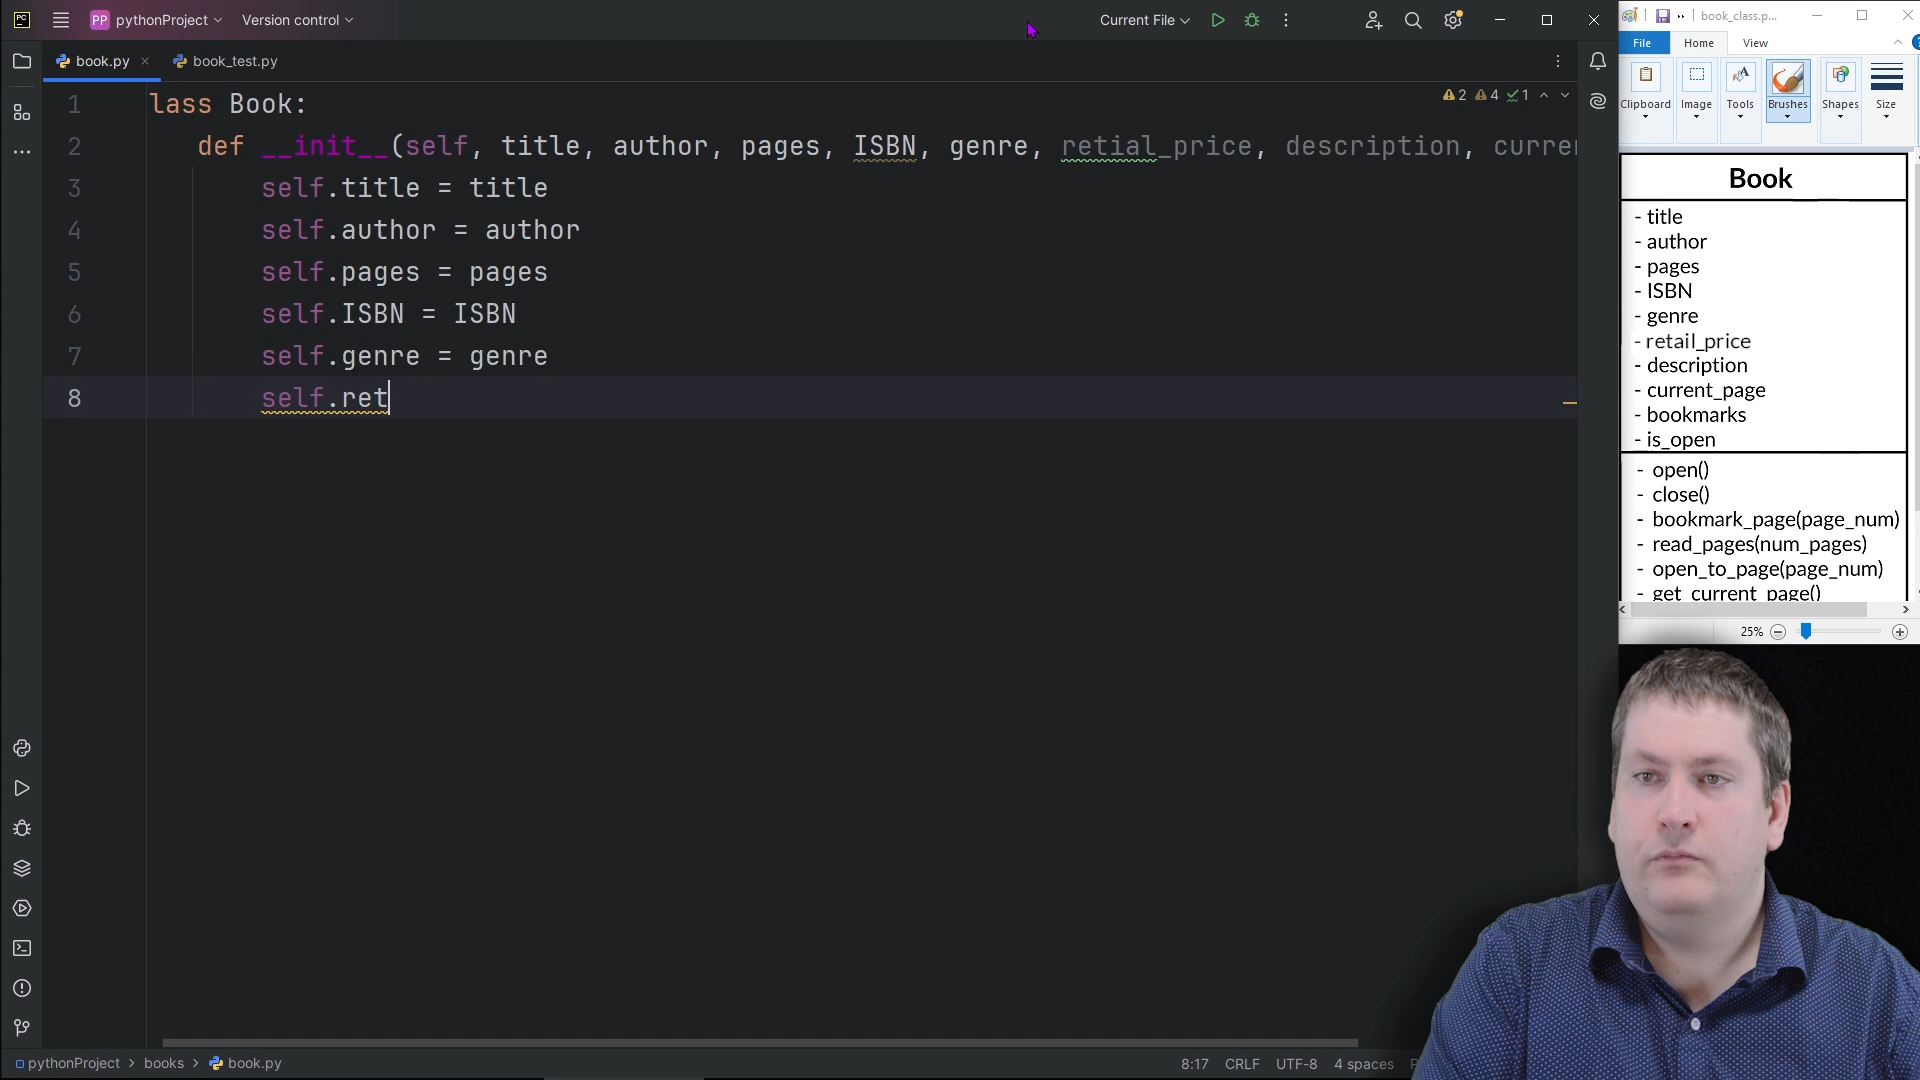 PC
PP pythonProject Version control
Current File
book_class.p...
File Home View
book.py book_test.py
Clipboard Image Tools Brushes Shapes Size
2 4 1
1 lass Book:
2 def __init__(self, title, author, pages, ISBN, genre, retial_price, description, curre
3 self.title = title
4 self.author = author
5 self.pages = pages
6 self.ISBN = ISBN
7 self.genre = genre
8 self.ret
Book
- title
- author
- pages
- ISBN
- genre
- retail_price
- description
- current_page
- bookmarks
- is_open
- open()
- close()
- bookmark_page(page_num)
- read_pages(num_pages)
- open_to_page(page_num)
- get_current_page()
25%
pythonProject > books > book.py
8:17 CRLF UTF-8 4 spaces